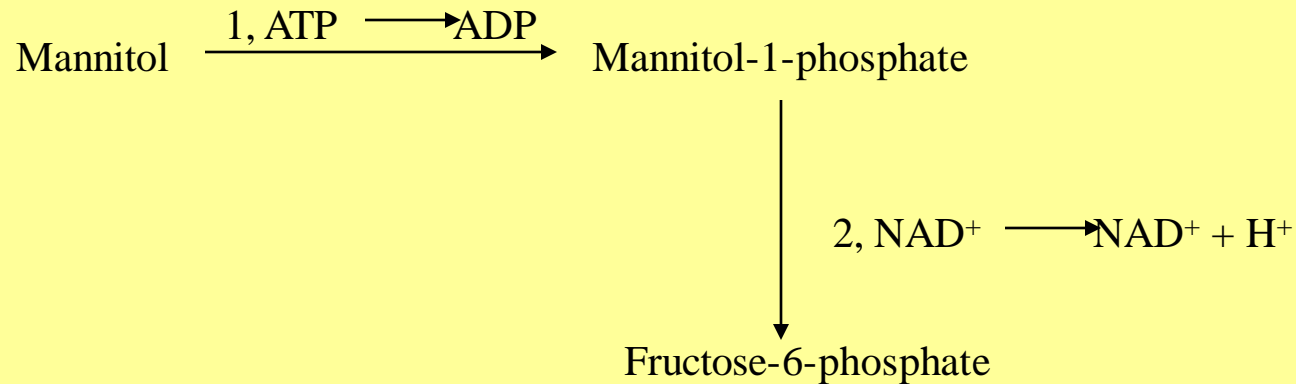 1, ATP ADP
Mannitol Mannitol-1-phosphate
2, NAD⁺ NAD⁺ + H⁺
Fructose-6-phosphate